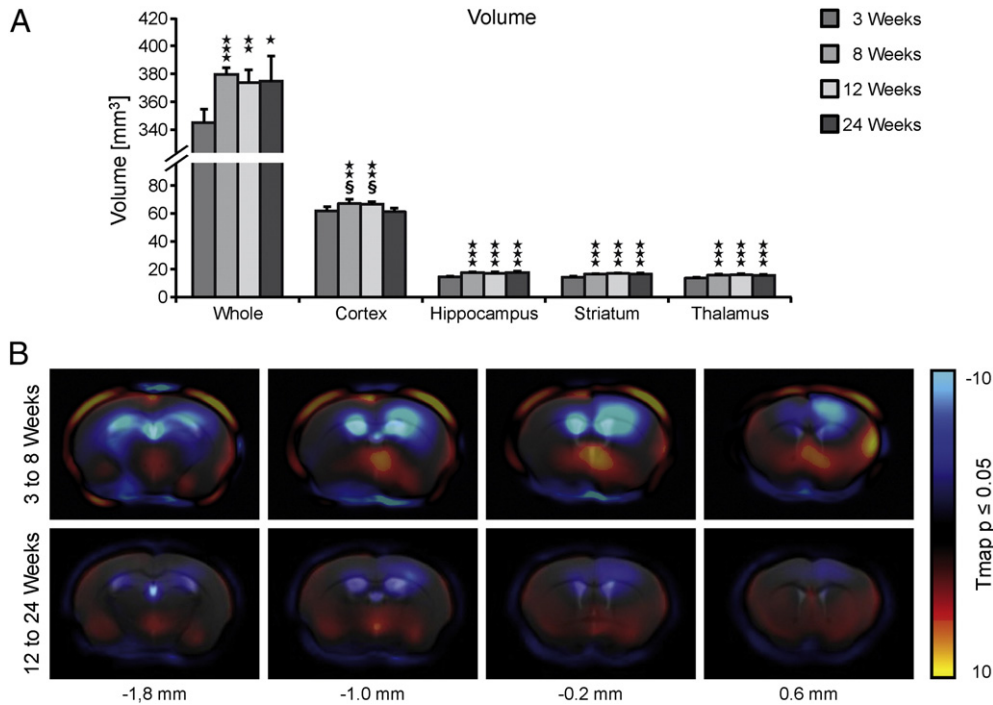 A
Volume
Volume [mm³]
420
400
380
360
340
80
60
40
20
0
★★★
★★
★
★★§
★★§
★★★
★★★
★★★
★★★
★★★
★★★
★★★
★★★
★★★
Whole
Cortex
Hippocampus
Striatum
Thalamus
3 Weeks
8 Weeks
12 Weeks
24 Weeks
B
3 to 8 Weeks
12 to 24 Weeks
-1,8 mm
-1.0 mm
-0.2 mm
0.6 mm
-10
Tmap p ≤ 0.05
10